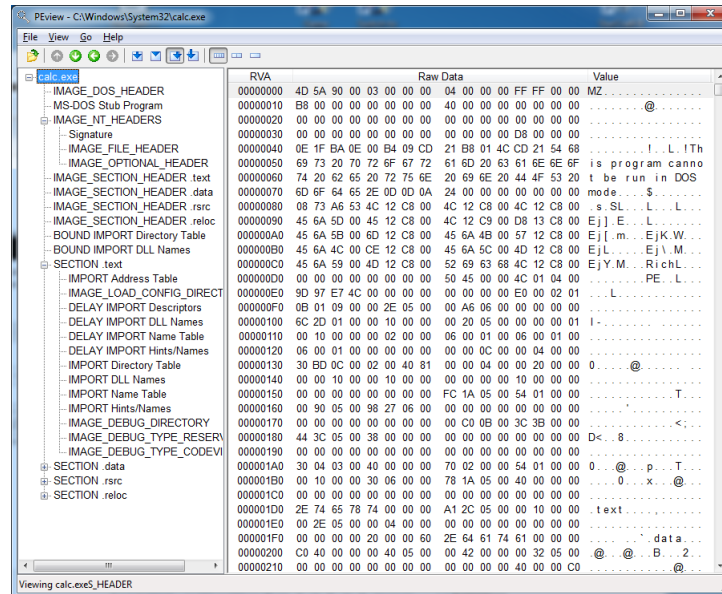 PEview - C:\Windows\System32\calc.exe
File View Go Help
calc.exe
IMAGE_DOS_HEADER
MS-DOS Stub Program
IMAGE_NT_HEADERS
Signature
IMAGE_FILE_HEADER
IMAGE_OPTIONAL_HEADER
IMAGE_SECTION_HEADER .text
IMAGE_SECTION_HEADER .data
IMAGE_SECTION_HEADER .rsrc
IMAGE_SECTION_HEADER .reloc
BOUND IMPORT Directory Table
BOUND IMPORT DLL Names
SECTION .text
IMPORT Address Table
IMAGE_LOAD_CONFIG_DIRECT
DELAY IMPORT Descriptors
DELAY IMPORT DLL Names
DELAY IMPORT Name Table
DELAY IMPORT Hints/Names
IMPORT Directory Table
IMPORT DLL Names
IMPORT Name Table
IMPORT Hints/Names
IMAGE_DEBUG_DIRECTORY
IMAGE_DEBUG_TYPE_RESERV
IMAGE_DEBUG_TYPE_CODEVI
SECTION .data
SECTION .rsrc
SECTION .reloc
RVA Raw Data Value
00000000 4D 5A 90 00 03 00 00 00 04 00 00 00 FF FF 00 00 MZ..............
00000010 B8 00 00 00 00 00 00 00 40 00 00 00 00 00 00 00 ........@.......
00000020 00 00 00 00 00 00 00 00 00 00 00 00 00 00 00 00 ................
00000030 00 00 00 00 00 00 00 00 00 00 00 00 D8 00 00 00 ................
00000040 0E 1F BA 0E 00 B4 09 CD 21 B8 01 4C CD 21 54 68 ........!..L.!Th
00000050 69 73 20 70 72 6F 67 72 61 6D 20 63 61 6E 6E 6F is program canno
00000060 74 20 62 65 20 72 75 6E 20 69 6E 20 44 4F 53 20 t be run in DOS
00000070 6D 6F 64 65 2E 0D 0D 0A 24 00 00 00 00 00 00 00 mode....$.......
00000080 08 73 A6 53 4C 12 C8 00 4C 12 C8 00 4C 12 C8 00 .s.SL...L...L...
00000090 45 6A 5D 00 45 12 C8 00 4C 12 C9 00 D8 13 C8 00 Ej].E...L.......
000000A0 45 6A 5B 00 6D 12 C8 00 45 6A 4B 00 57 12 C8 00 Ej[.m...EjK.W...
000000B0 45 6A 4C 00 CE 12 C8 00 45 6A 5C 00 4D 12 C8 00 EjL.....Ej\.M...
000000C0 45 6A 59 00 4D 12 C8 00 52 69 63 68 4C 12 C8 00 EjY.M...RichL...
000000D0 00 00 00 00 00 00 00 00 50 45 00 00 4C 01 04 00 ........PE..L...
000000E0 9D 97 E7 4C 00 00 00 00 00 00 00 00 E0 00 02 01 ...L............
000000F0 0B 01 09 00 00 2E 05 00 00 A6 06 00 00 00 00 00 ................
00000100 6C 2D 01 00 00 10 00 00 00 20 05 00 00 00 00 01 l-....... ......
00000110 00 10 00 00 00 02 00 00 06 00 01 00 06 00 01 00 ................
00000120 06 00 01 00 00 00 00 00 00 00 0C 00 00 04 00 00 ................
00000130 30 BD 0C 00 02 00 40 81 00 00 04 00 00 20 00 00 0.....@...... ..
00000140 00 00 10 00 00 10 00 00 00 00 00 00 10 00 00 00 ................
00000150 00 00 00 00 00 00 00 00 FC 1A 05 00 54 01 00 00 ............T...
00000160 00 90 05 00 98 27 06 00 00 00 00 00 00 00 00 00 .....'..........
00000170 00 00 00 00 00 00 00 00 00 C0 0B 00 3C 3B 00 00 ............<;..
00000180 44 3C 05 00 38 00 00 00 00 00 00 00 00 00 00 00 D<..8...........
00000190 00 00 00 00 00 00 00 00 00 00 00 00 00 00 00 00 ................
000001A0 30 04 03 00 40 00 00 00 70 02 00 00 54 01 00 00 0...@...p...T...
000001B0 00 10 00 00 30 06 00 00 78 1A 05 00 40 00 00 00 ....0...x...@...
000001C0 00 00 00 00 00 00 00 00 00 00 00 00 00 00 00 00 ................
000001D0 2E 74 65 78 74 00 00 00 A1 2C 05 00 00 10 00 00 .text....,......
000001E0 00 2E 05 00 00 04 00 00 00 00 00 00 00 00 00 00 ................
000001F0 00 00 00 00 20 00 00 60 2E 64 61 74 61 00 00 00 .... ..`.data...
00000200 C0 40 00 00 00 40 05 00 00 42 00 00 00 32 05 00 .@...@...B...2..
00000210 00 00 00 00 00 00 00 00 00 00 00 00 40 00 00 C0 ............@...
Viewing calc.exeS_HEADER